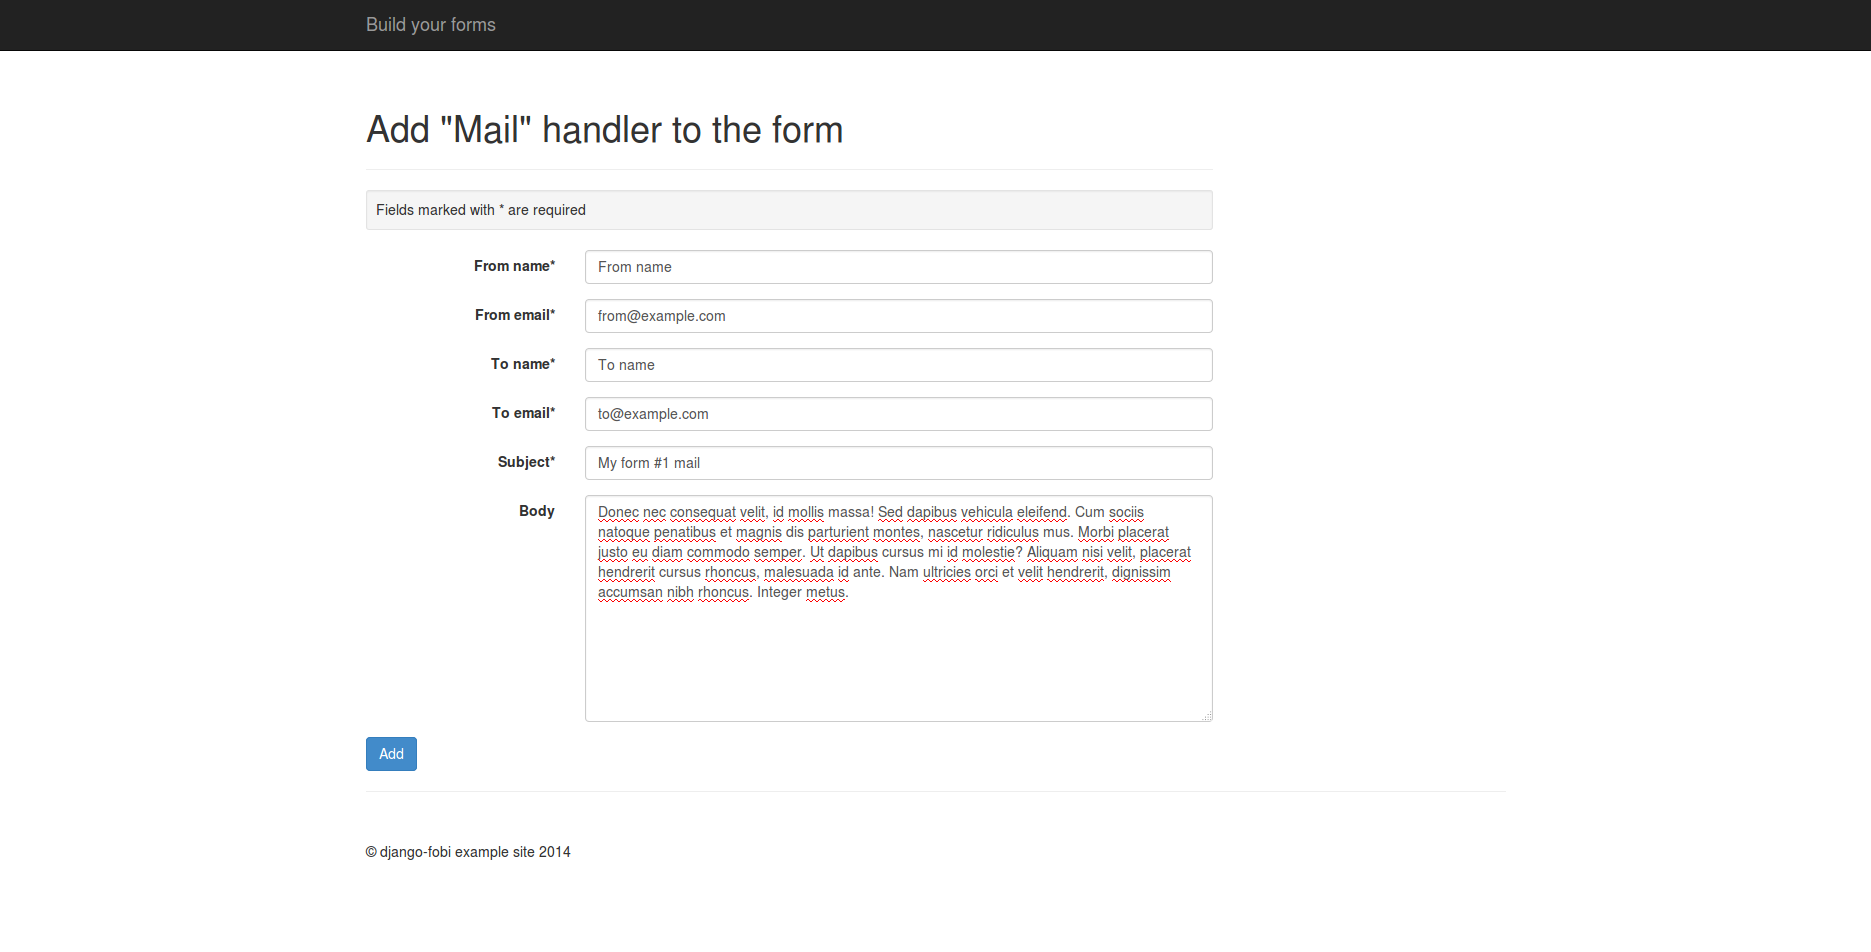 Build your forms
Add "Mail" handler to the form
Fields marked with * are required
From name*
From name
From email*
from@example.com
To name*
To name
To email*
to@example.com
Subject*
My form #1 mail
Body
Donec nec consequat velit, id mollis massa! Sed dapibus vehicula eleifend. Cum sociis
natoque penatibus et magnis dis parturient montes, nascetur ridiculus mus. Morbi placerat
justo eu diam commodo semper. Ut dapibus cursus mi id molestie? Aliquam nisi velit, placerat
hendrerit cursus rhoncus, malesuada id ante. Nam ultricies orci et velit hendrerit, dignissim
accumsan nibh rhoncus. Integer metus.
Add
© django-fobi example site 2014